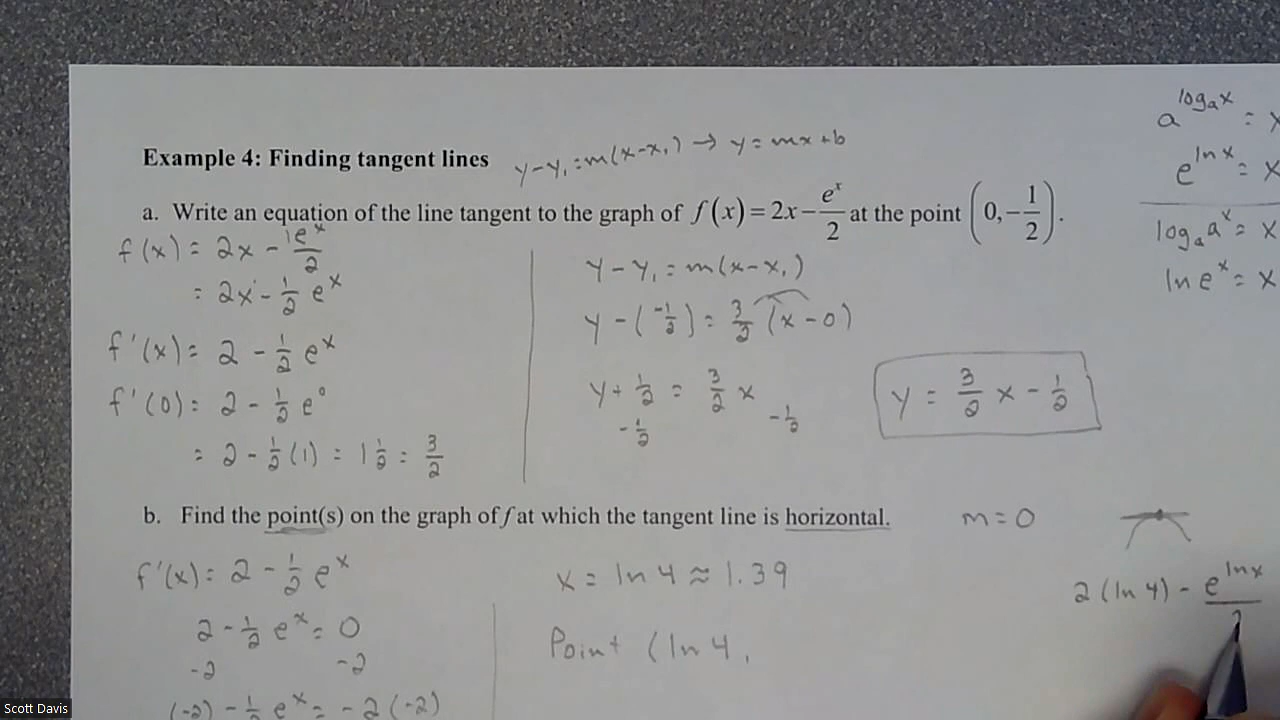 Example 4: Finding tangent lines y-y₁=m(x-x₁) → y=mx+b
a. Write an equation of the line tangent to the graph of f(x)=2x-eˣ/2 at the point (0,-1/2).
f(x) = 2x - 1eˣ/2
= 2x - 1/2 eˣ
f'(x) = 2 - 1/2 eˣ
f'(0) = 2 - 1/2 e⁰
= 2 - 1/2 (1) = 1 1/2 = 3/2
y-y₁ = m(x-x₁)
y-(-1/2) = 3/2 (x-0)
y+1/2 = 3/2 x
-1/2 -1/2
y = 3/2 x - 1/2
a^(logₐx) = x
e^(ln x) = x
logₐaˣ = x
ln eˣ = x
b. Find the point(s) on the graph of f at which the tangent line is horizontal. m=0
f'(x) = 2 - 1/2 eˣ
2 - 1/2 eˣ = 0
-2 -2
(-2) - 1/2 eˣ = -2 (-2)
x = ln 4 ≈ 1.39
Point (ln 4,
2(ln 4) - e^(ln x)/2
Scott Davis